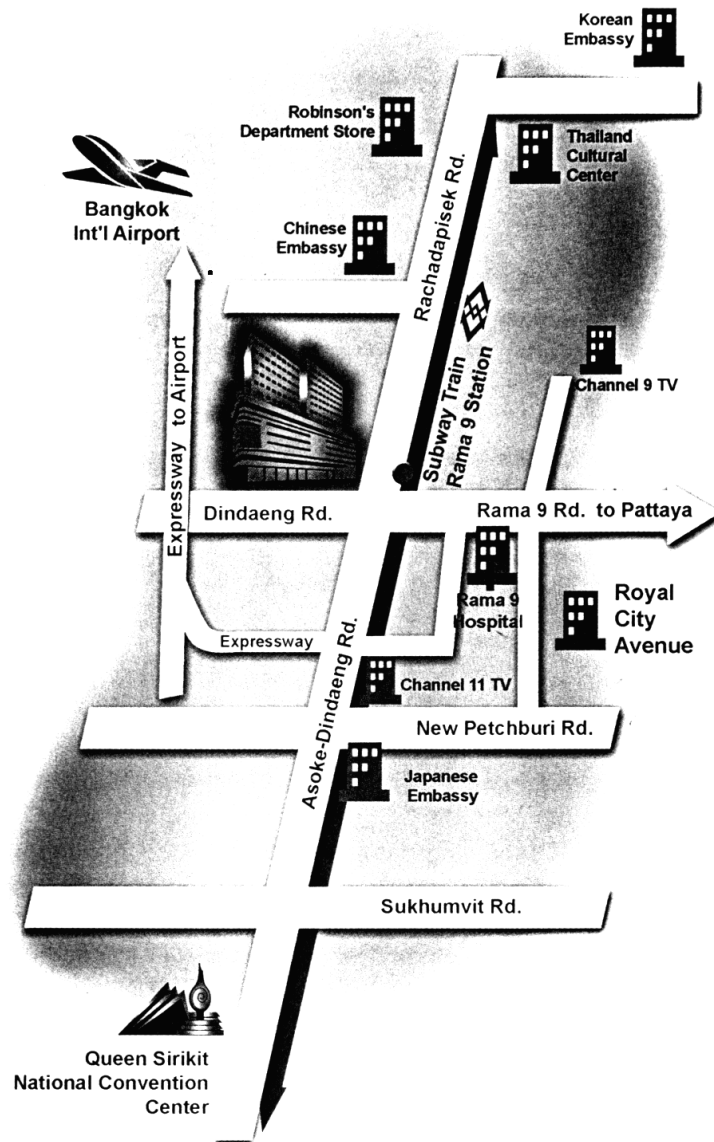 Korean
Embassy
Robinson's
Department Store
Thailand
Cultural
Center
Bangkok
Int'l Airport
Chinese
Embassy
Rachadapisek Rd.
Subway Train
Rama 9 Station
Channel 9 TV
Expressway to Airport
Dindaeng Rd.
Rama 9 Rd. to Pattaya
Rama 9
Hospital
Royal
City
Avenue
Expressway
Asoke-Dindaeng Rd.
Channel 11 TV
New Petchburi Rd.
Japanese
Embassy
Sukhumvit Rd.
Queen Sirikit
National Convention
Center